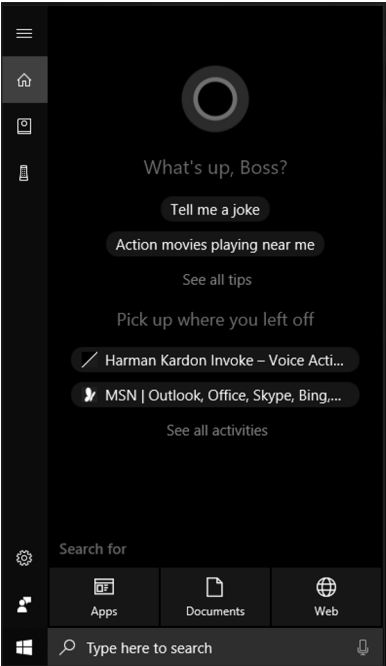 What's up, Boss?
Tell me a joke
Action movies playing near me
See all tips
Pick up where you left off
Harman Kardon Invoke – Voice Acti...
MSN | Outlook, Office, Skype, Bing,...
See all activities
Search for
Apps Documents Web
Type here to search